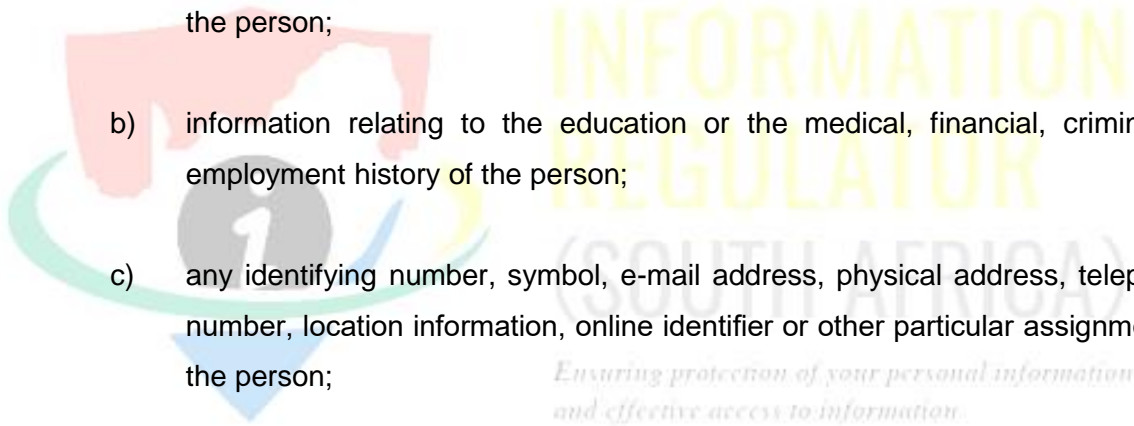 the person;
INFORMATION
b) information relating to the education or the medical, financial, crimin
REGULATOR
employment history of the person;
(SOUTH AFRICA)
c) any identifying number, symbol, e-mail address, physical address, telep
number, location information, online identifier or other particular assignme
the person;
Ensuring protection of your personal information
and effective access to information